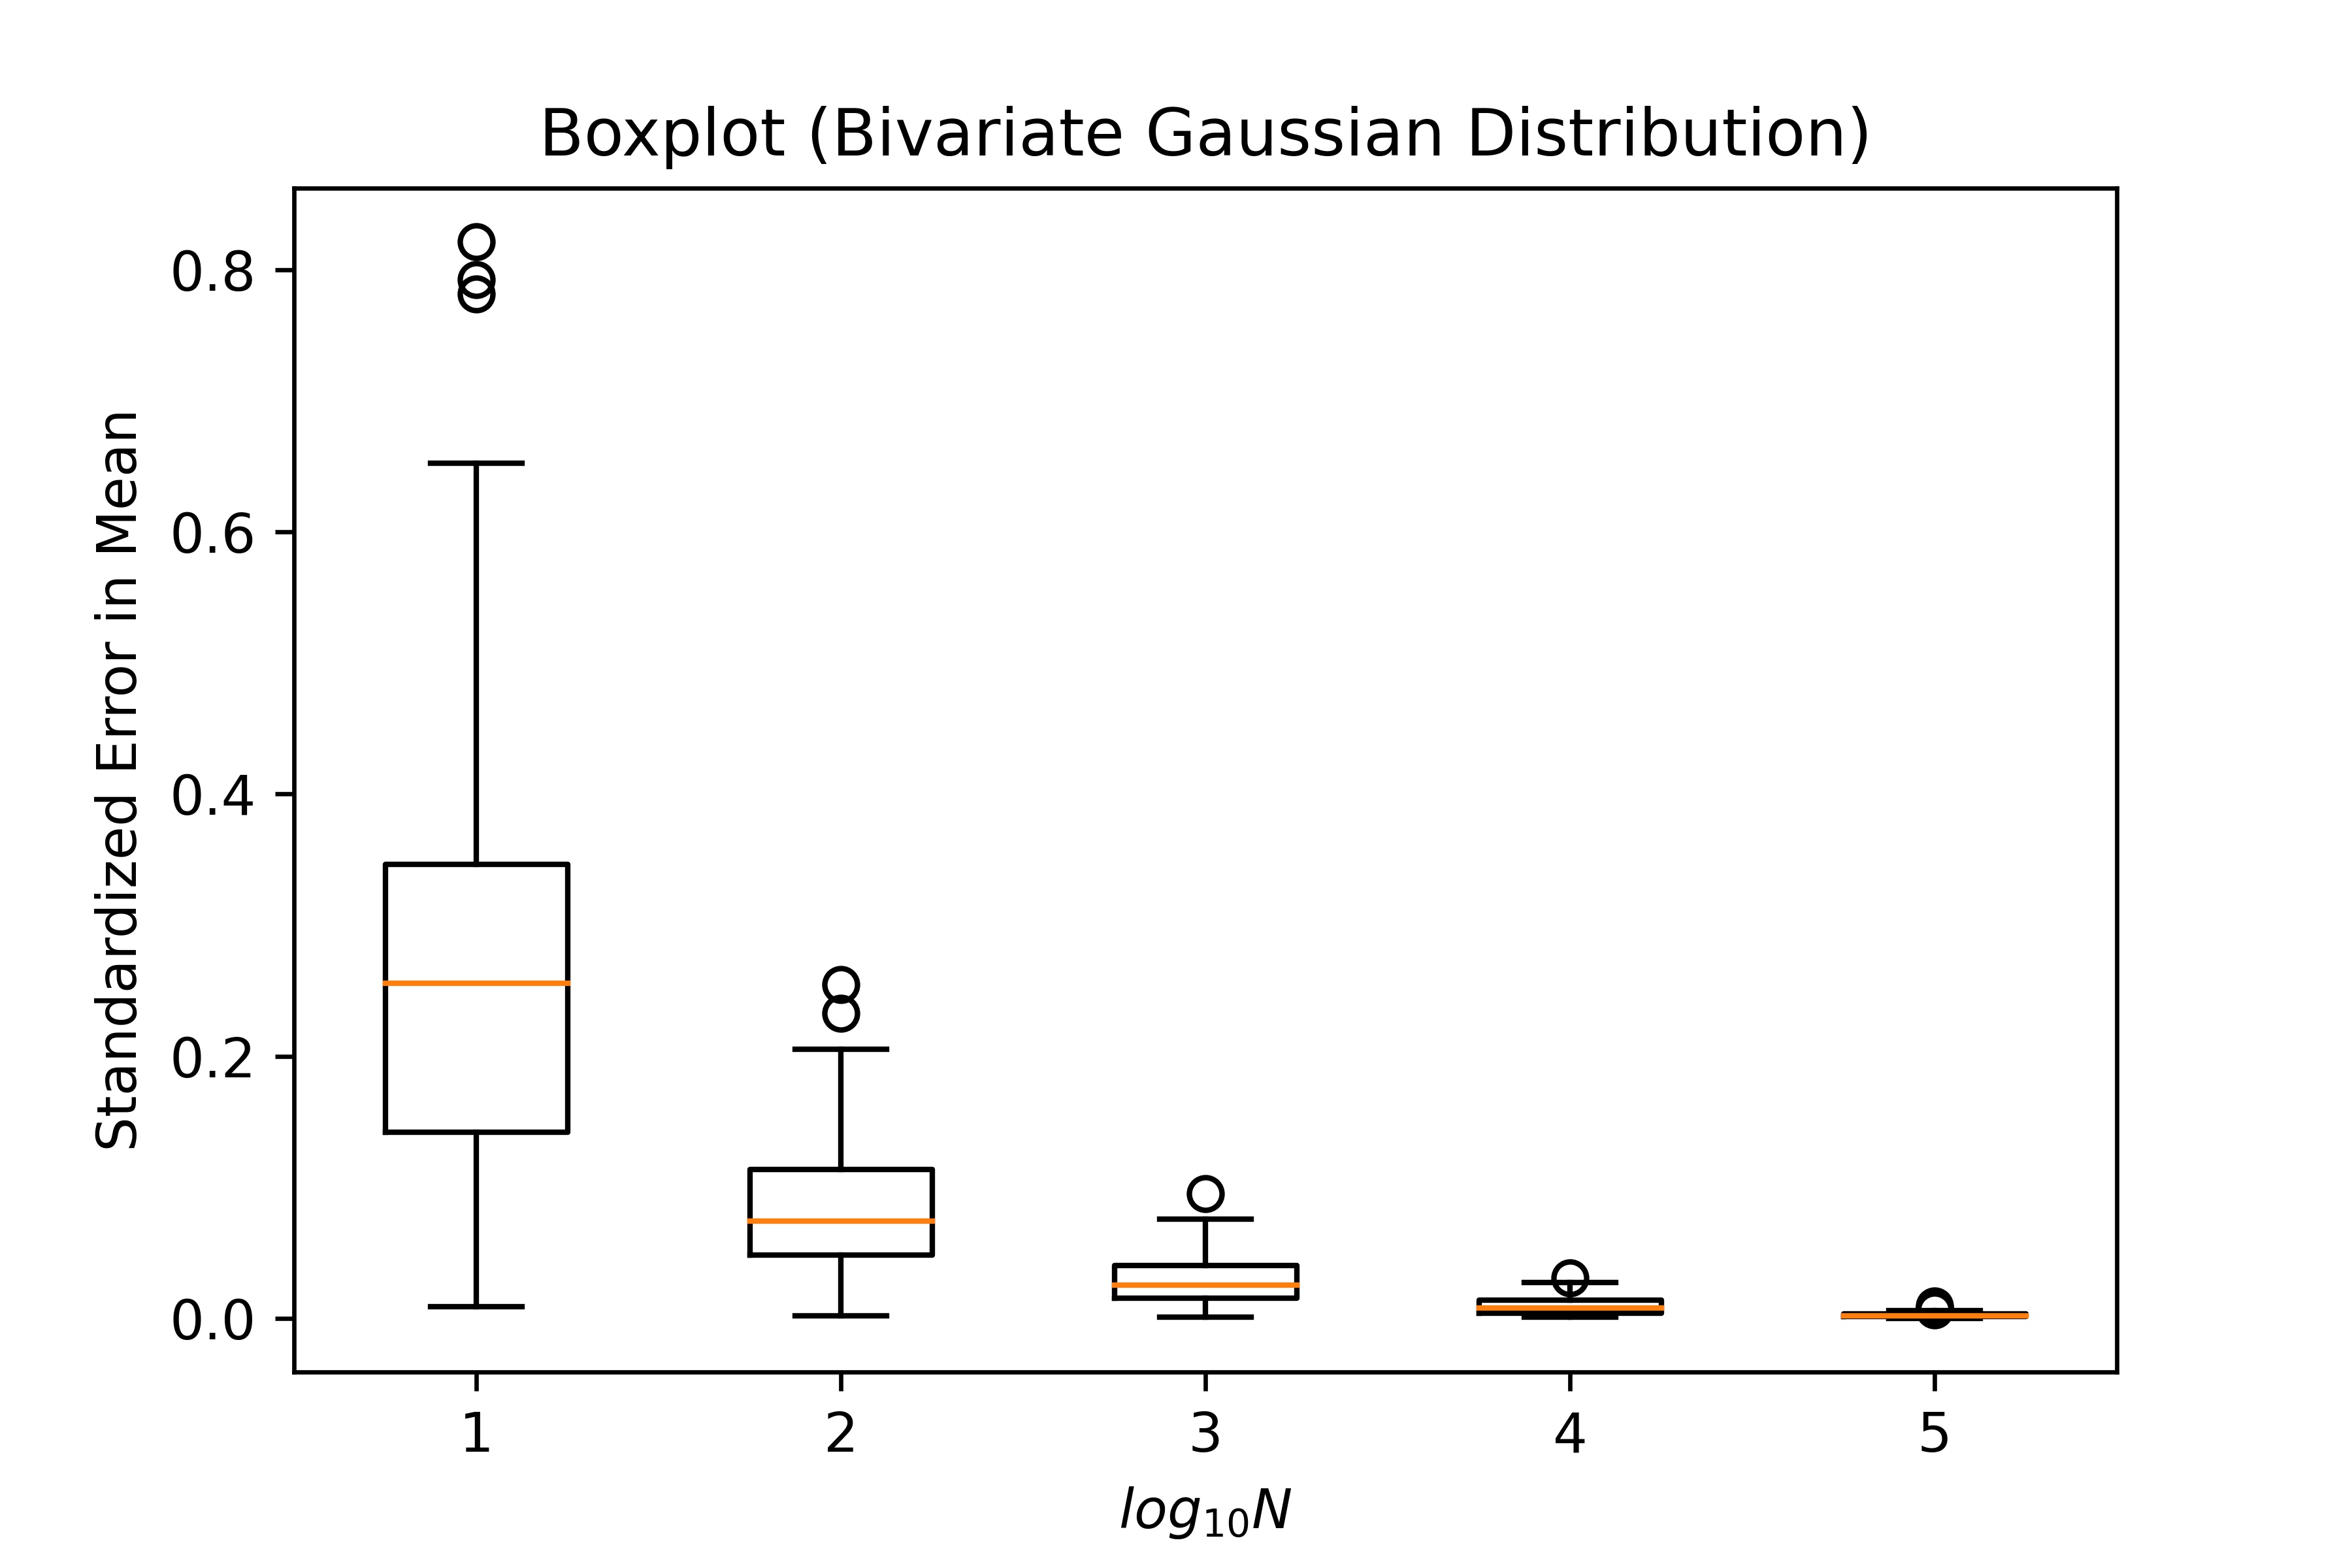 Boxplot (Bivariate Gaussian Distribution)
Standardized Error in Mean
0.8
0.6
0.4
0.2
0.0
1 2 3 4 5
log₁₀N